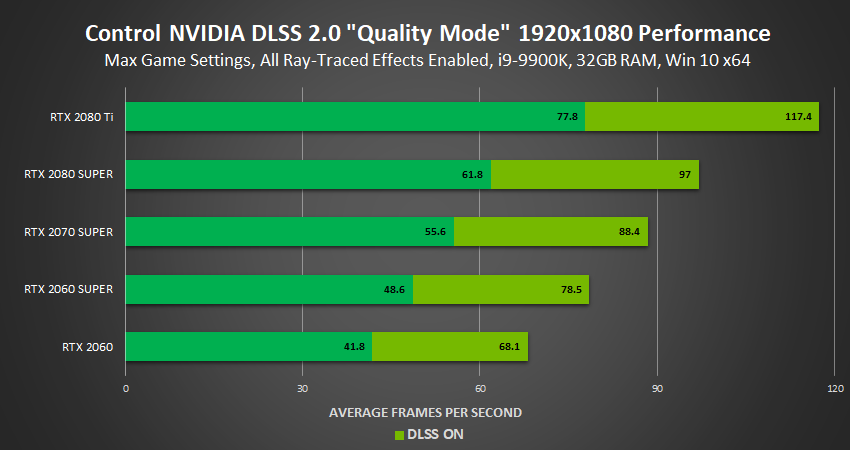 Control NVIDIA DLSS 2.0 "Quality Mode" 1920x1080 Performance
Max Game Settings, All Ray-Traced Effects Enabled, i9-9900K, 32GB RAM, Win 10 x64
RTX 2080 Ti 77.8 117.4
RTX 2080 SUPER 61.8 97
RTX 2070 SUPER 55.6 88.4
RTX 2060 SUPER 48.6 78.5
RTX 2060 41.8 68.1
0 30 60 90 120
AVERAGE FRAMES PER SECOND
DLSS ON